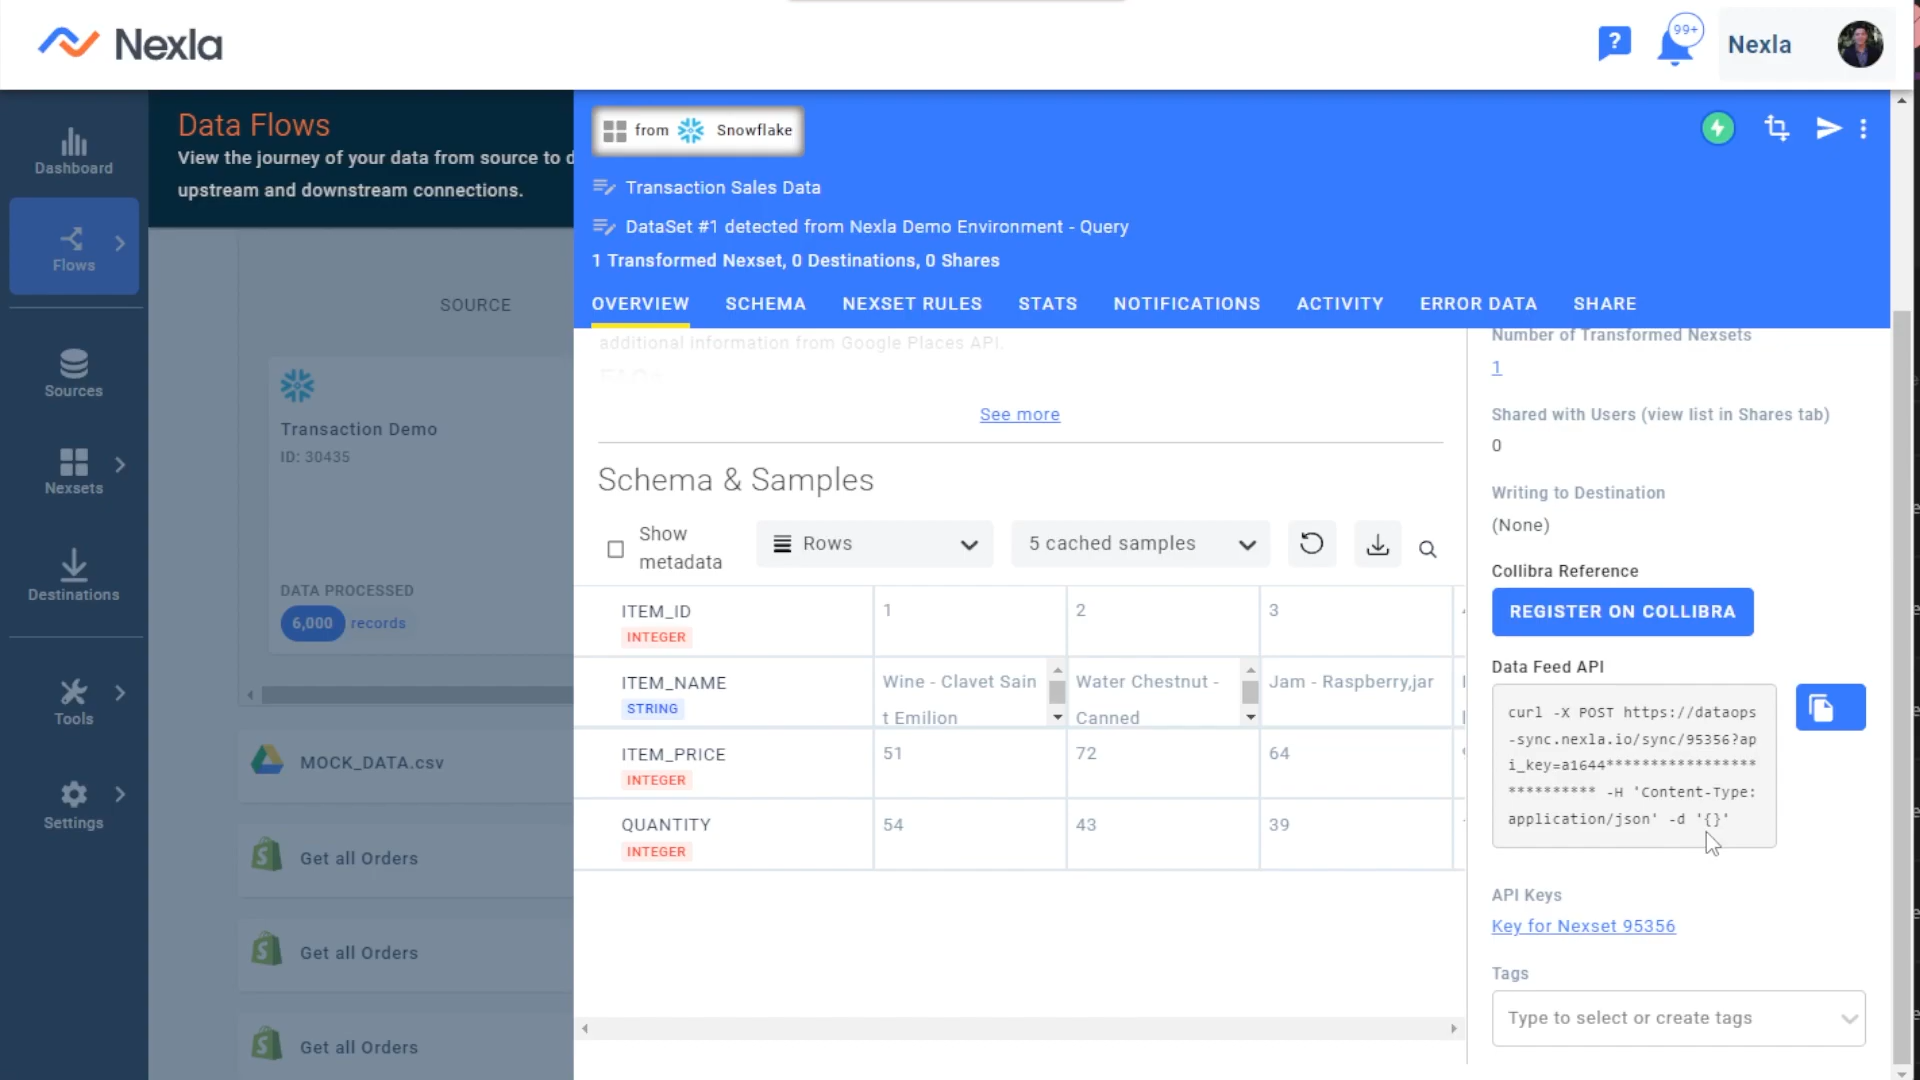 Nexla
?
99+
Nexla
Dashboard
Flows
Sources
Nexsets
Destinations
Tools
Settings
Data Flows
View the journey of your data from source to d
upstream and downstream connections.
SOURCE
Transaction Demo
ID: 30435
DATA PROCESSED
6,000 records
MOCK_DATA.csv
Get all Orders
Get all Orders
Get all Orders
from Snowflake
Transaction Sales Data
DataSet #1 detected from Nexla Demo Environment - Query
1 Transformed Nexset, 0 Destinations, 0 Shares
OVERVIEW SCHEMA NEXSET RULES STATS NOTIFICATIONS ACTIVITY ERROR DATA SHARE
additional information from Google Places API.
See more
Schema & Samples
Show
metadata
Rows
5 cached samples
ITEM_ID 1 2 3
INTEGER
ITEM_NAME Wine - Clavet Sain Water Chestnut - Jam - Raspberry,jar
STRING t Emilion Canned
ITEM_PRICE 51 72 64
INTEGER
QUANTITY 54 43 39
INTEGER
Number of Transformed Nexsets
1
Shared with Users (view list in Shares tab)
0
Writing to Destination
(None)
Collibra Reference
REGISTER ON COLLIBRA
Data Feed API
curl -X POST https://dataops
-sync.nexla.io/sync/95356?ap
i_key=a1644*****************
********** -H 'Content-Type:
application/json' -d '{}'
API Keys
Key for Nexset 95356
Tags
Type to select or create tags